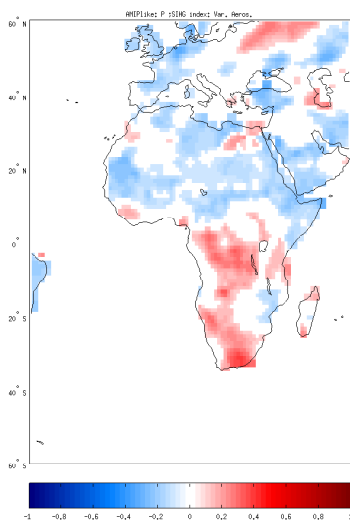 AMIPlike; P ;SING index; Var. Aeros.
60° N
40° N
20° N
0°
20° S
40° S
60° S
-1 -0.8 -0.6 -0.4 -0.2 0 0.2 0.4 0.6 0.8 1